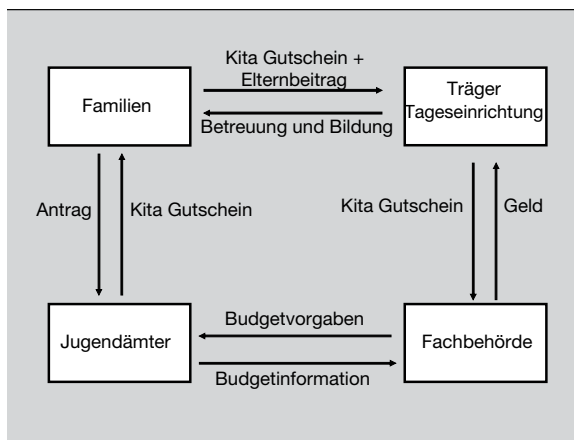 Kita Gutschein +
Elternbeitrag
Familien
Träger
Tageseinrichtung
Betreuung und Bildung
Antrag
Kita Gutschein
Kita Gutschein
Geld
Budgetvorgaben
Jugendämter
Fachbehörde
Budgetinformation